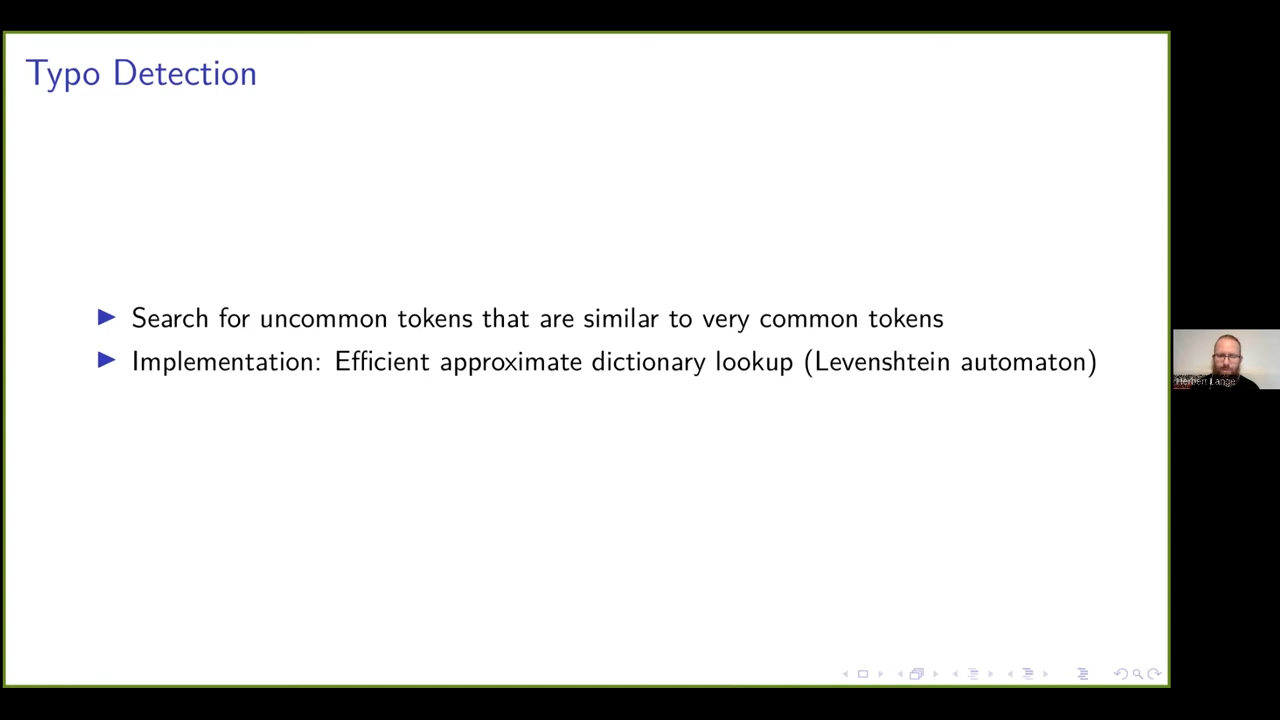 Typo Detection
Search for uncommon tokens that are similar to very common tokens
Implementation: Efficient approximate dictionary lookup (Levenshtein automaton)
Herbert Lange